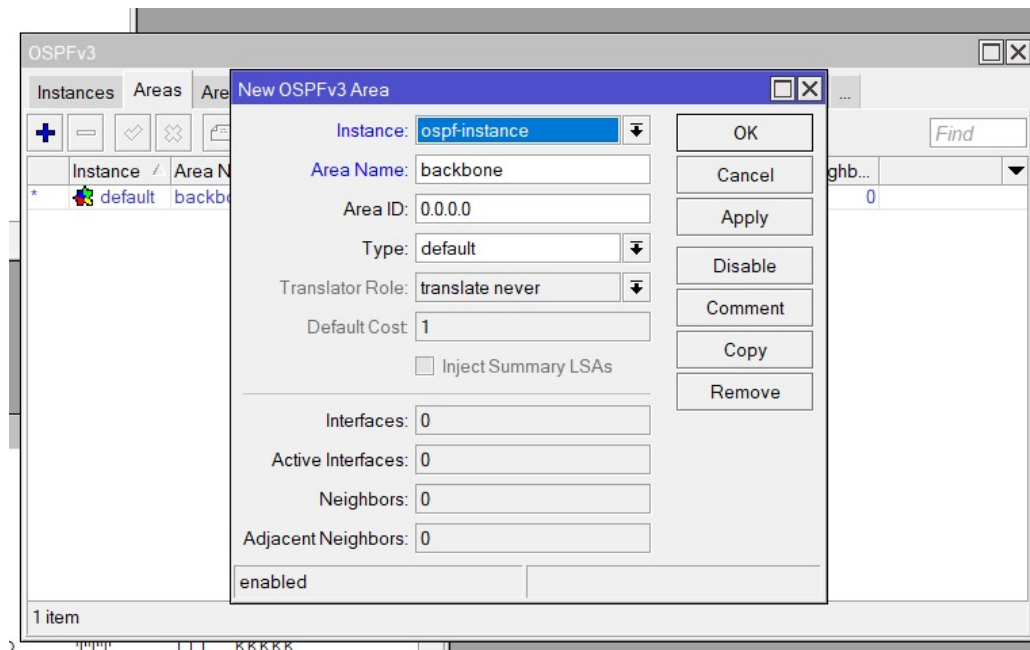 OSPFv3
Instances Areas Are ...
New OSPFv3 Area
Find
Instance Area N ghb...
* default backbo 0
Instance: ospf-instance
Area Name: backbone
Area ID: 0.0.0.0
Type: default
Translator Role: translate never
Default Cost: 1
Inject Summary LSAs
Interfaces: 0
Active Interfaces: 0
Neighbors: 0
Adjacent Neighbors: 0
enabled
OK
Cancel
Apply
Disable
Comment
Copy
Remove
1 item
KKKKK